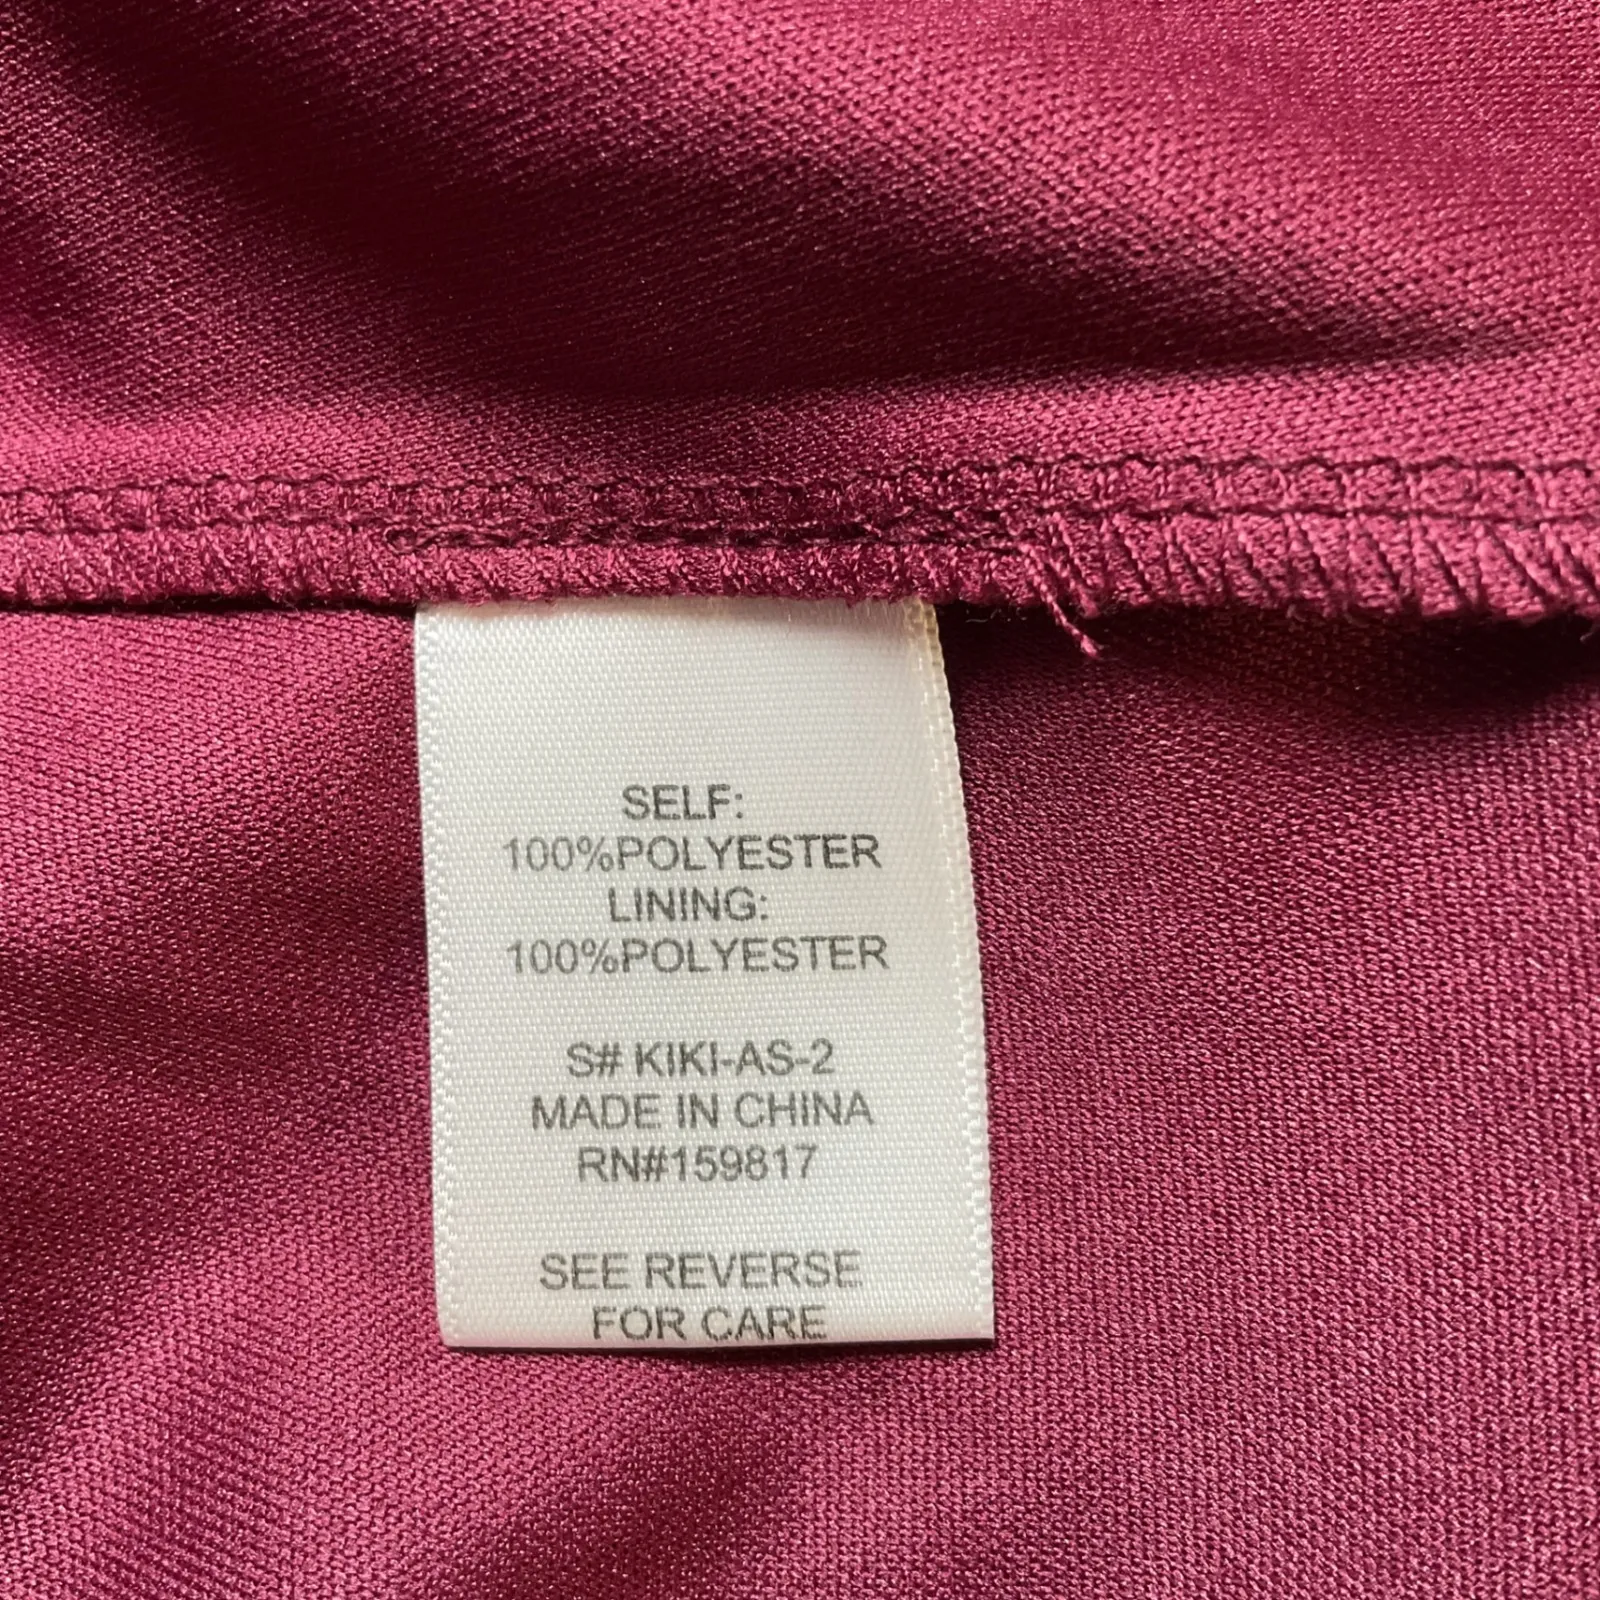 SELF:
100%POLYESTER
LINING:
100%POLYESTER
S# KIKI-AS-2
MADE IN CHINA
RN#159817
SEE REVERSE
FOR CARE